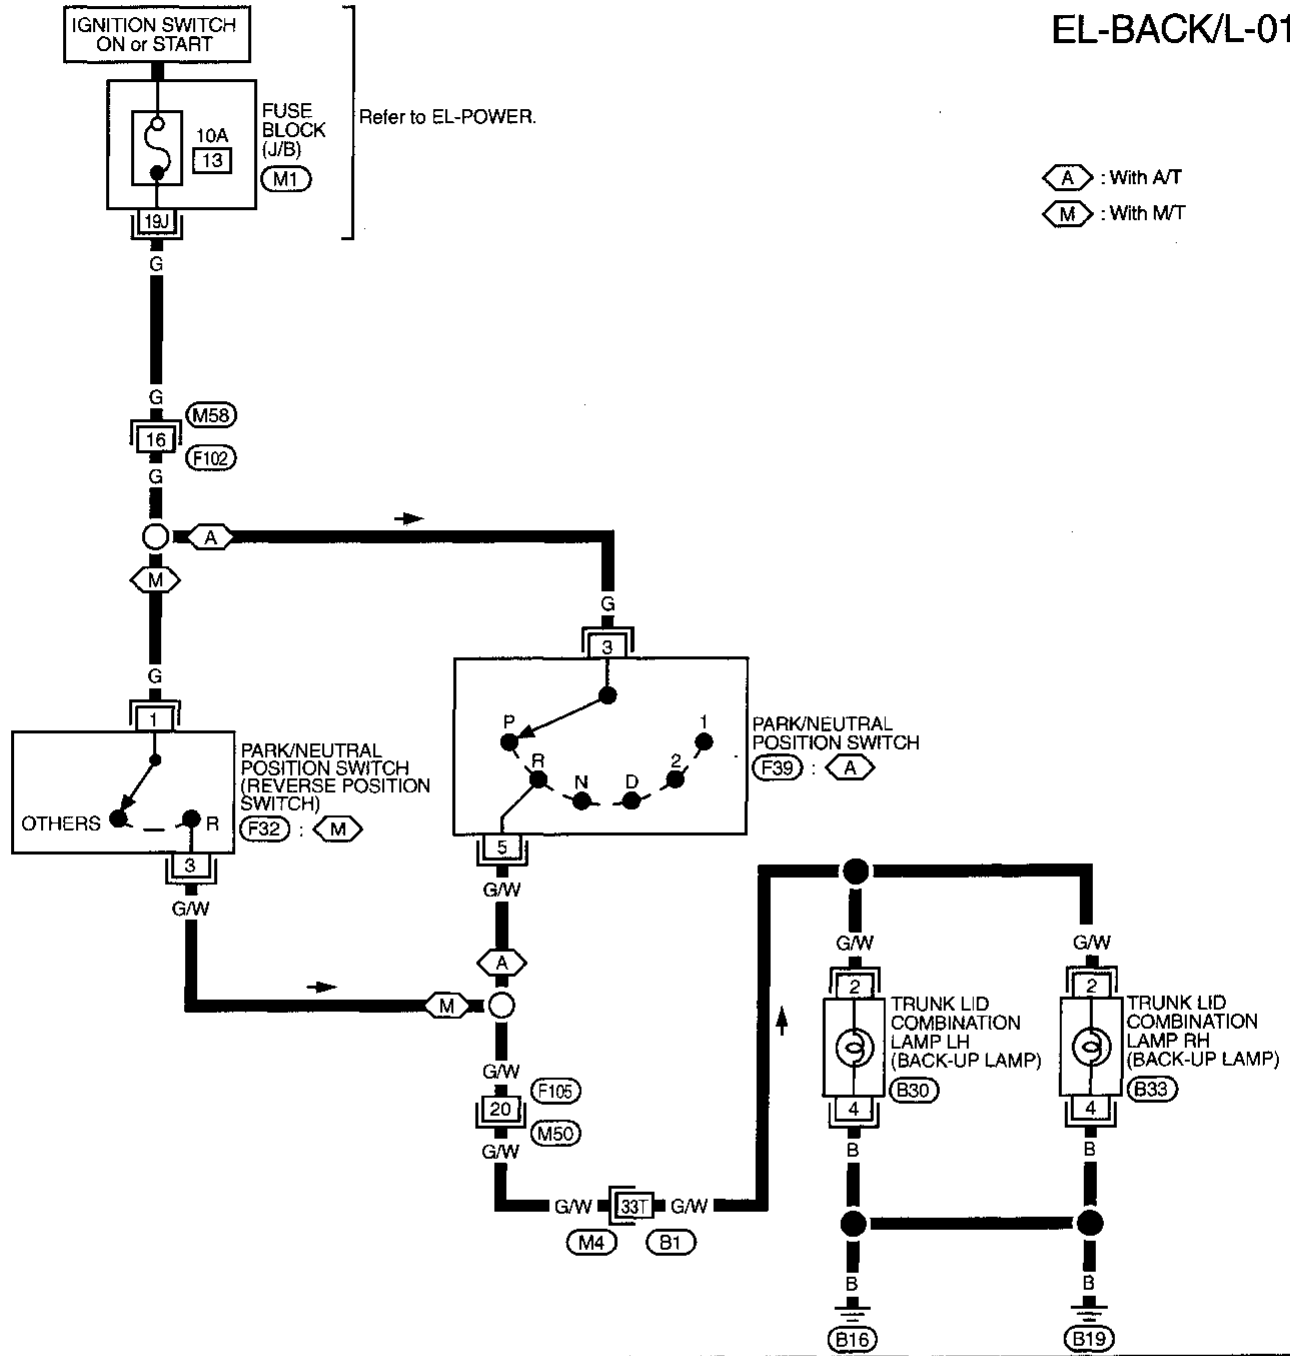 EL-BACK/L-01
IGNITION SWITCH
ON or START
FUSE
BLOCK
(J/B)
10A
13
M1
Refer to EL-POWER.
19J
A : With A/T
M : With M/T
G
G
M58
16
F102
G
A
M
G
G
3
1
PARK/NEUTRAL
POSITION SWITCH
(REVERSE POSITION
SWITCH)
F32 : M
OTHERS
R
3
G/W
P
R
N
D
2
1
PARK/NEUTRAL
POSITION SWITCH
F39 : A
5
G/W
A
M
G/W
F105
20
M50
G/W
G/W
33T
G/W
M4
B1
G/W
G/W
2
2
TRUNK LID
COMBINATION
LAMP LH
(BACK-UP LAMP)
B30
TRUNK LID
COMBINATION
LAMP RH
(BACK-UP LAMP)
B33
4
4
B
B
B
B
B16
B19